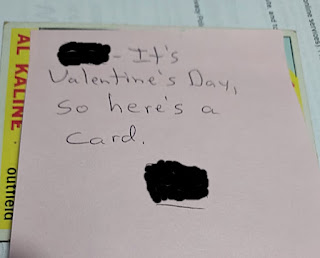 - It's
Valentine's Day,
so here's a
card.
AL KALINE ·
outfield